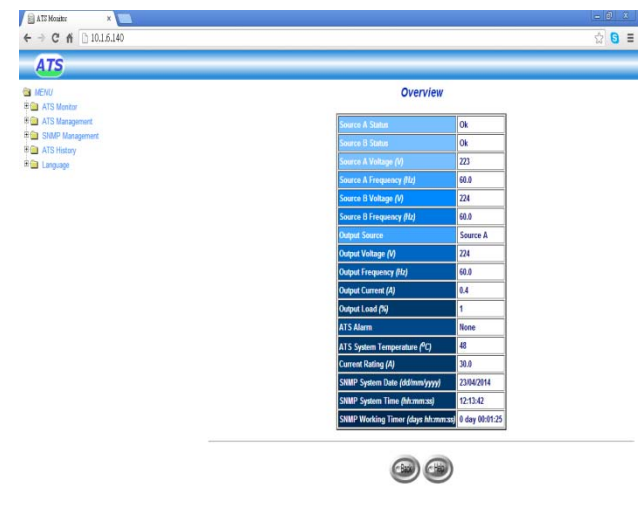 ATS Monitor
10.1.6.140
ATS
MENU
ATS Monitor
ATS Management
SNMP Management
ATS History
Language
Overview
Source A Status Ok
Source B Status Ok
Source A Voltage (V) 223
Source A Frequency (Hz) 60.0
Source B Voltage (V) 224
Source B Frequency (Hz) 60.0
Output Source Source A
Output Voltage (V) 224
Output Frequency (Hz) 60.0
Output Current (A) 0.4
Output Load (%) 1
ATS Alarm None
ATS System Temperature (°C) 48
Current Rating (A) 30.0
SNMP System Date (dd/mm/yyyy) 23/04/2014
SNMP System Time (hh:mm:ss) 12:13:42
SNMP Working Timer (days hh:mm:ss) 0 day 00:01:25
Back Help